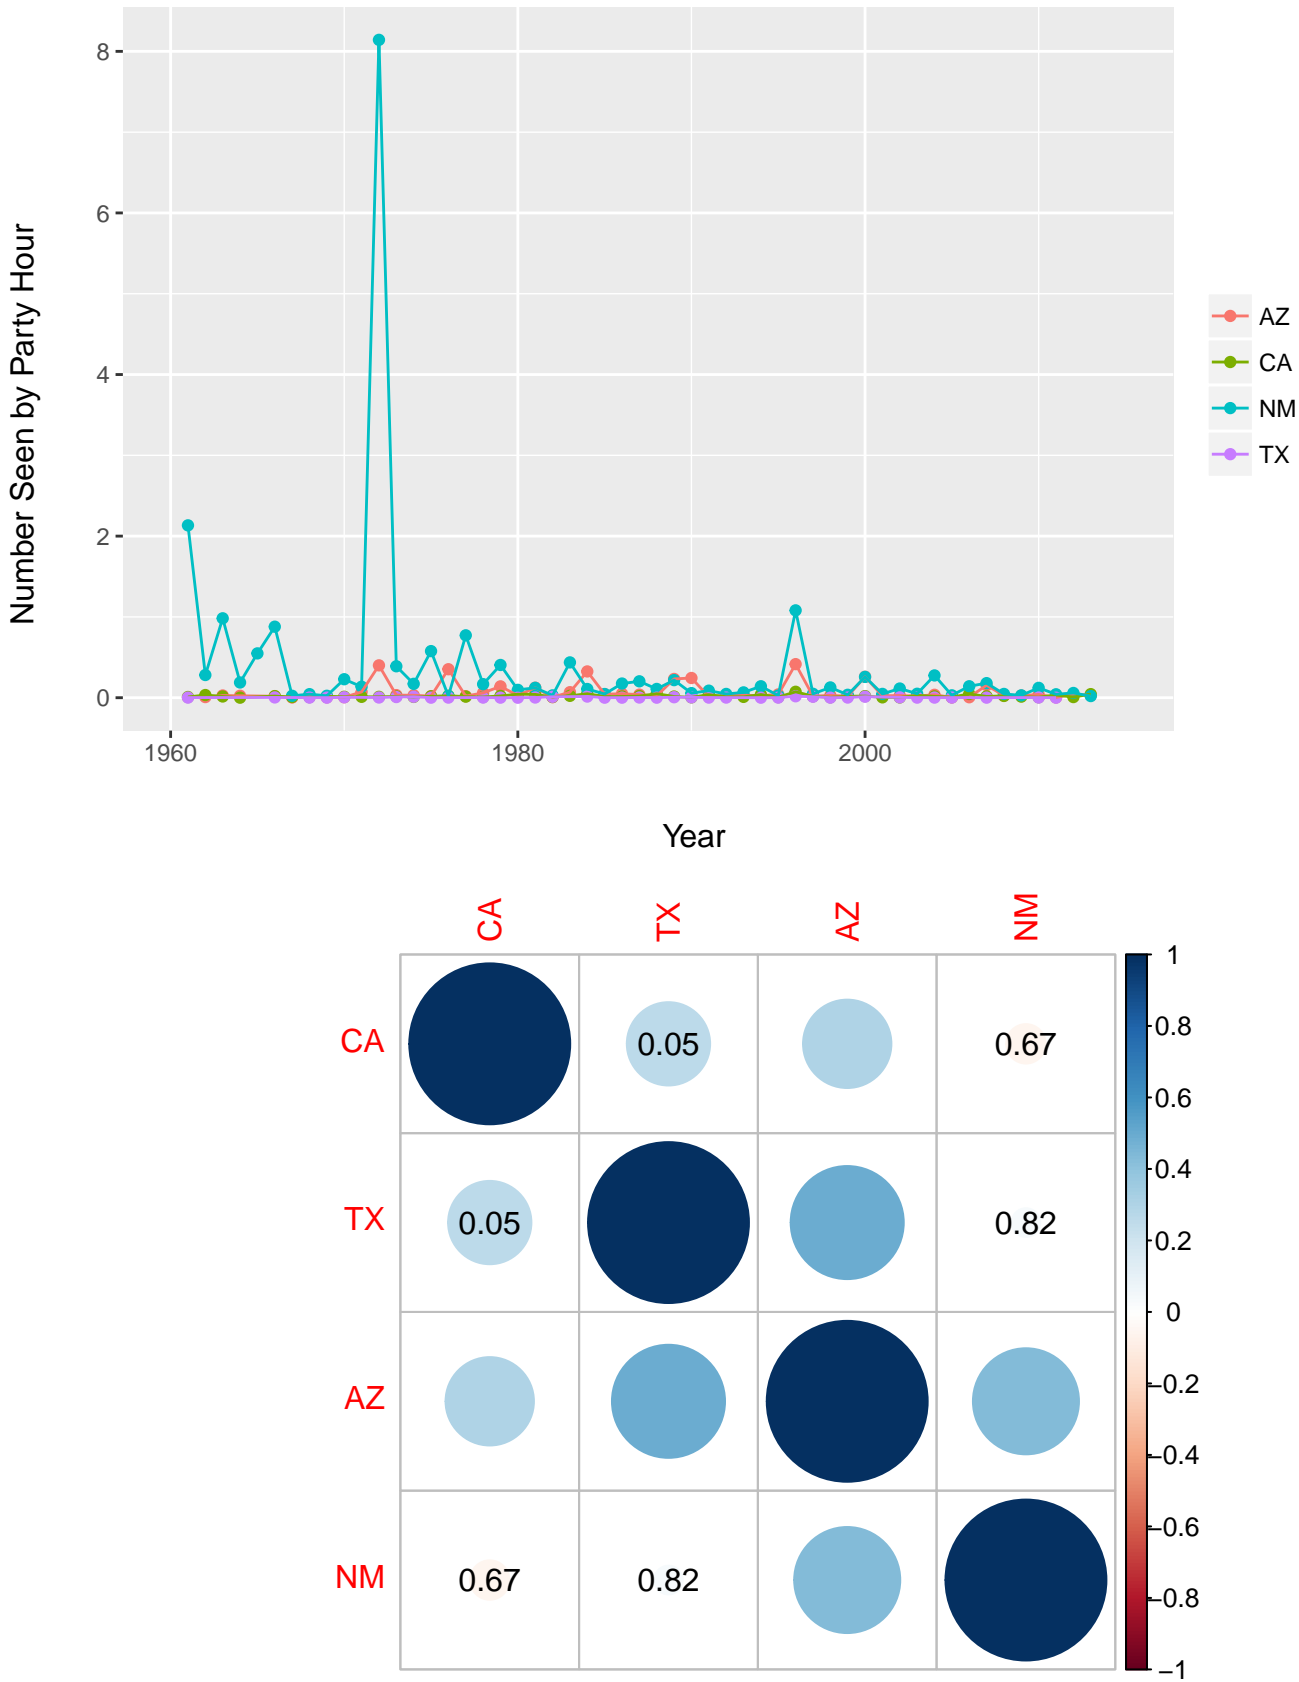 8
6
4
2
0
Number Seen by Party Hour
1960 1980 2000
Year
AZ
CA
NM
TX
CA TX AZ NM
CA 0.05 0.67
TX 0.05 0.82
AZ
NM 0.67 0.82
1
0.8
0.6
0.4
0.2
0
−0.2
−0.4
−0.6
−0.8
−1